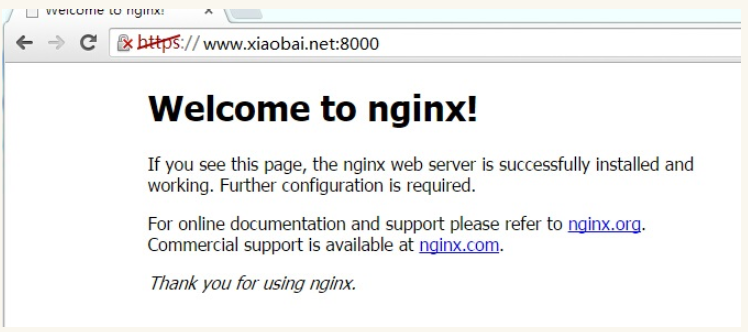 Welcome to nginx!
https://www.xiaobai.net:8000
Welcome to nginx!
If you see this page, the nginx web server is successfully installed and
working. Further configuration is required.
For online documentation and support please refer to nginx.org.
Commercial support is available at nginx.com.
Thank you for using nginx.